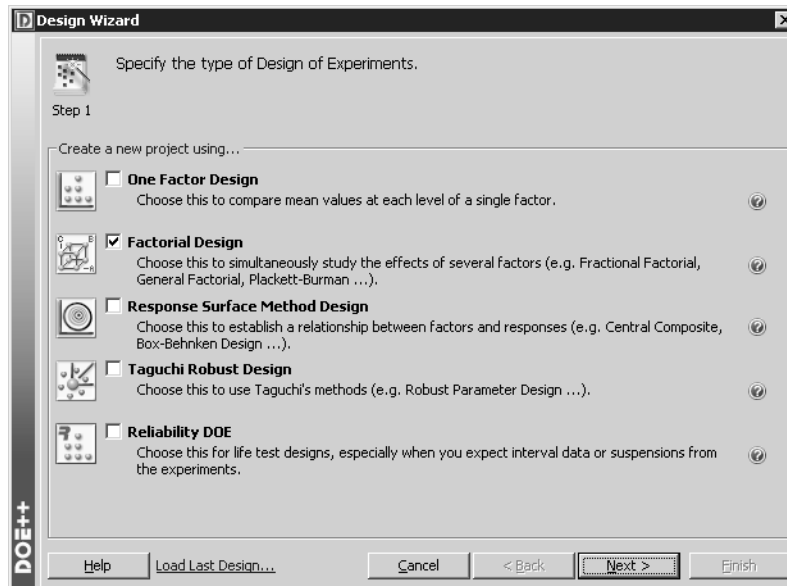 Design Wizard
Specify the type of Design of Experiments.
Step 1
Create a new project using...
One Factor Design
Choose this to compare mean values at each level of a single factor.
Factorial Design
Choose this to simultaneously study the effects of several factors (e.g. Fractional Factorial,
General Factorial, Plackett-Burman ...).
Response Surface Method Design
Choose this to establish a relationship between factors and responses (e.g. Central Composite,
Box-Behnken Design ...).
Taguchi Robust Design
Choose this to use Taguchi's methods (e.g. Robust Parameter Design ...).
Reliability DOE
Choose this for life test designs, especially when you expect interval data or suspensions from
the experiments.
DOE++
Help
Load Last Design...
Cancel
< Back
Next >
Finish